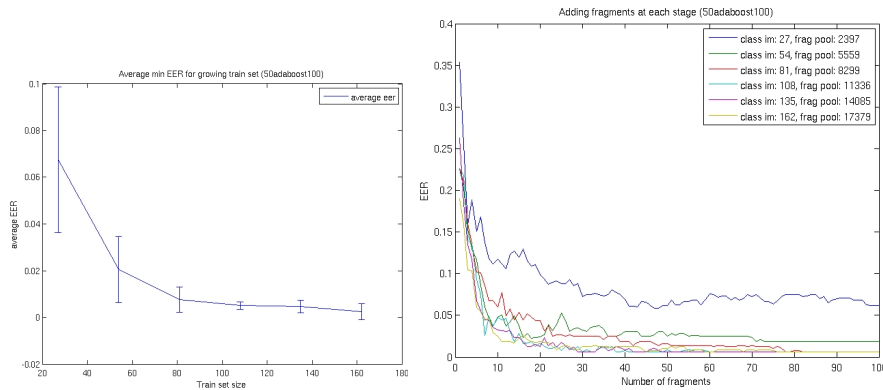 Average min EER for growing train set (50adaboost100)
average eer
0.1
0.08
0.06
0.04
0.02
0
-0.02
average EER
20 40 60 80 100 120 140 160 180
Train set size
Adding fragments at each stage (50adaboost100)
class im: 27, frag pool: 2397
class im: 54, frag pool: 5559
class im: 81, frag pool: 8299
class im: 108, frag pool: 11336
class im: 135, frag pool: 14085
class im: 162, frag pool: 17379
0.4
0.35
0.3
0.25
0.2
0.15
0.1
0.05
0
EER
0 10 20 30 40 50 60 70 80 90 100
Number of fragments